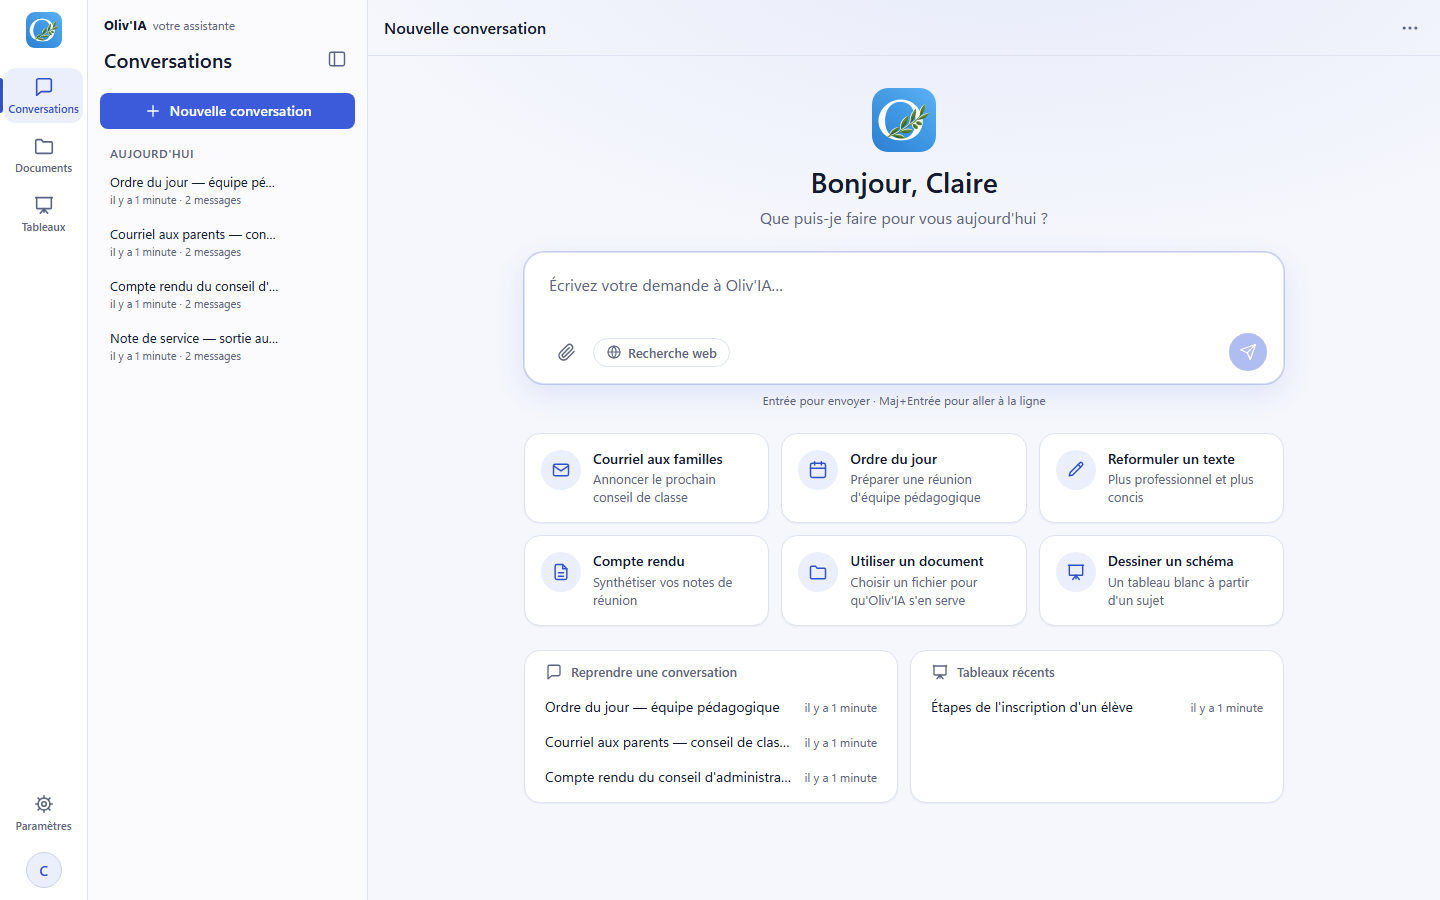 Oliv'IA votre assistante
Conversations
Nouvelle conversation
AUJOURD'HUI
Ordre du jour — équipe pé...
il y a 1 minute · 2 messages
Courriel aux parents — con...
il y a 1 minute · 2 messages
Compte rendu du conseil d'...
il y a 1 minute · 2 messages
Note de service — sortie au...
il y a 1 minute · 2 messages
Conversations
Documents
Tableaux
Paramètres
C
Nouvelle conversation
Bonjour, Claire
Que puis-je faire pour vous aujourd'hui ?
Écrivez votre demande à Oliv'IA...
Recherche web
Entrée pour envoyer · Maj+Entrée pour aller à la ligne
Courriel aux familles
Annoncer le prochain
conseil de classe
Ordre du jour
Préparer une réunion
d'équipe pédagogique
Reformuler un texte
Plus professionnel et plus
concis
Compte rendu
Synthétiser vos notes de
réunion
Utiliser un document
Choisir un fichier pour
qu'Oliv'IA s'en serve
Dessiner un schéma
Un tableau blanc à partir
d'un sujet
Reprendre une conversation
Ordre du jour — équipe pédagogique il y a 1 minute
Courriel aux parents — conseil de clas... il y a 1 minute
Compte rendu du conseil d'administra... il y a 1 minute
Tableaux récents
Étapes de l'inscription d'un élève il y a 1 minute